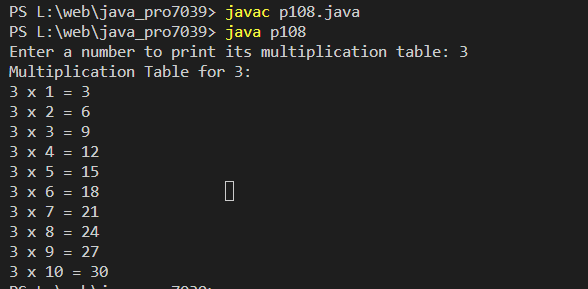 PS L:\web\java_pro7039> javac p108.java
PS L:\web\java_pro7039> java p108
Enter a number to print its multiplication table: 3
Multiplication Table for 3:
3 x 1 = 3
3 x 2 = 6
3 x 3 = 9
3 x 4 = 12
3 x 5 = 15
3 x 6 = 18
3 x 7 = 21
3 x 8 = 24
3 x 9 = 27
3 x 10 = 30